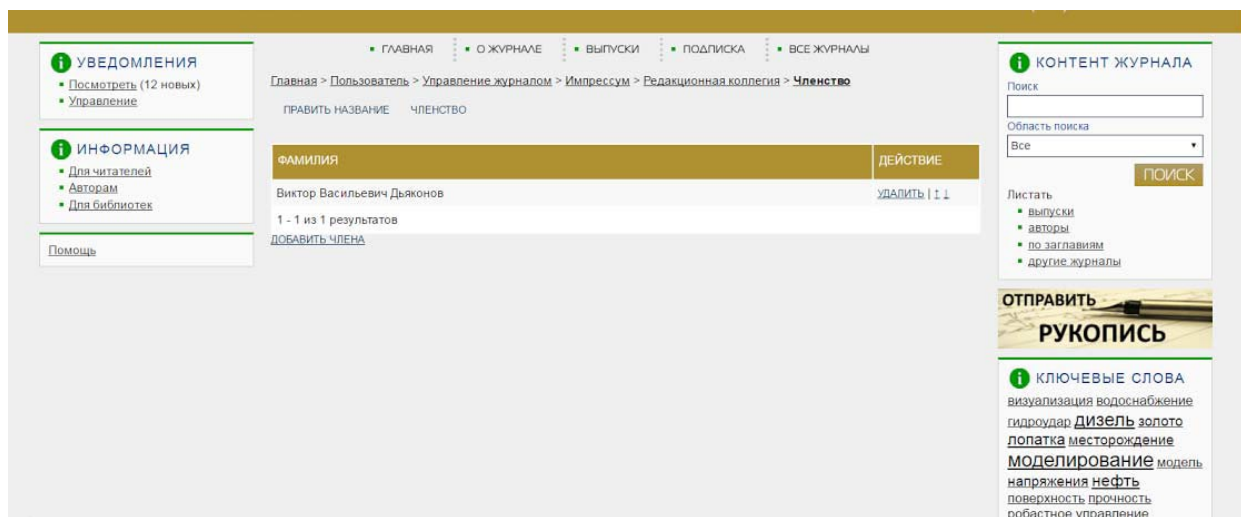 ГЛАВНАЯ О ЖУРНАЛЕ ВЫПУСКИ ПОДПИСКА ВСЕ ЖУРНАЛЫ
УВЕДОМЛЕНИЯ
Посмотреть (12 новых)
Управление
ИНФОРМАЦИЯ
Для читателей
Авторам
Для библиотек
Помощь
Главная > Пользователь > Управление журналом > Импрессум > Редакционная коллегия > Членство
ПРАВИТЬ НАЗВАНИЕ ЧЛЕНСТВО
ФАМИЛИЯ ДЕЙСТВИЕ
Виктор Васильевич Дьяконов УДАЛИТЬ | ↑ ↓
1 - 1 из 1 результатов
ДОБАВИТЬ ЧЛЕНА
КОНТЕНТ ЖУРНАЛА
Поиск
Область поиска
Все
ПОИСК
Листать
выпуски
авторы
по заглавиям
другие журналы
ОТПРАВИТЬ
РУКОПИСЬ
КЛЮЧЕВЫЕ СЛОВА
визуализация водоснабжение
гидроудар дизель золото
лопатка месторождение
моделирование модель
напряжения нефть
поверхность прочность
робастное управление